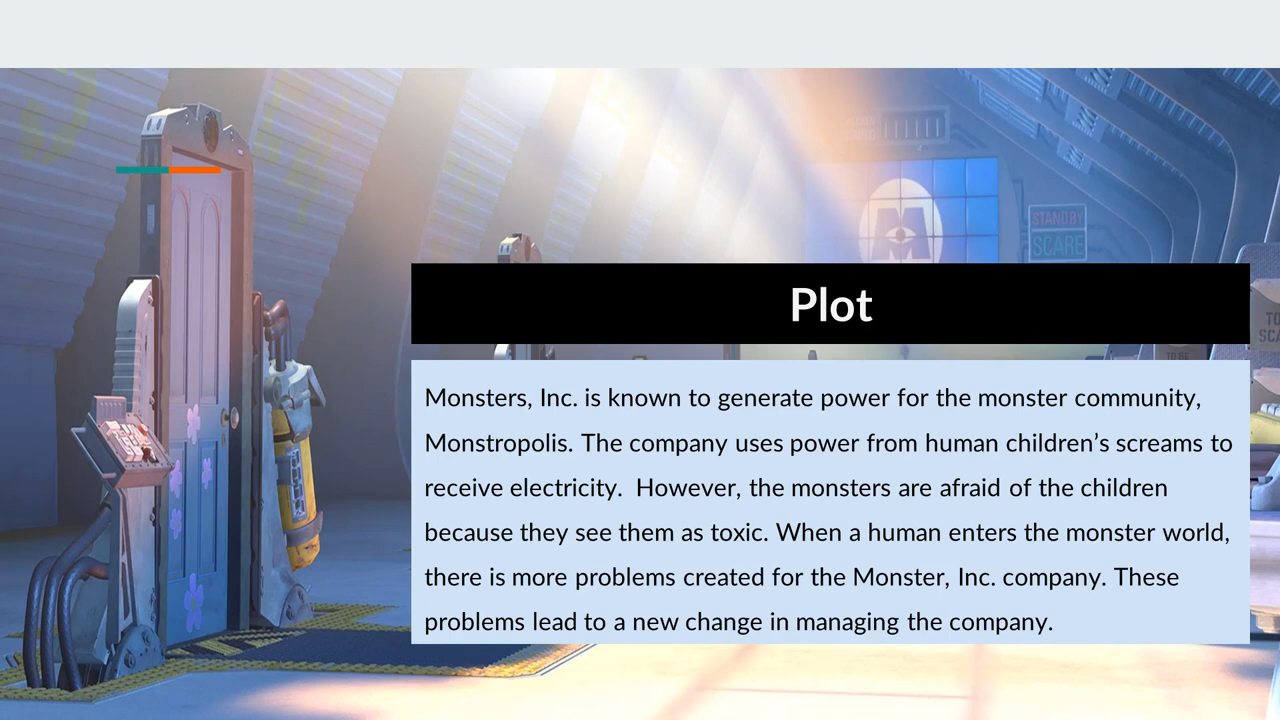 STANDBY
SCARE
Plot
Monsters, Inc. is known to generate power for the monster community,
Monstropolis. The company uses power from human children’s screams to
receive electricity.  However, the monsters are afraid of the children
because they see them as toxic. When a human enters the monster world,
there is more problems created for the Monster, Inc. company. These
problems lead to a new change in managing the company.